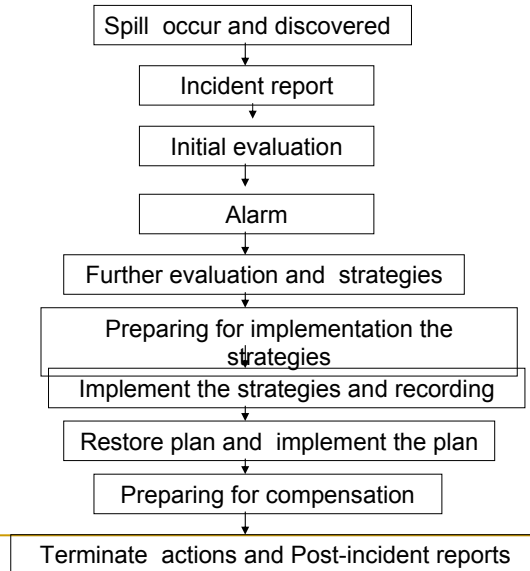 Spill occur and discovered
Incident report
Initial evaluation
Alarm
Further evaluation and strategies
Preparing for implementation the
strategies
Implement the strategies and recording
Restore plan and implement the plan
Preparing for compensation
Terminate actions and Post-incident reports